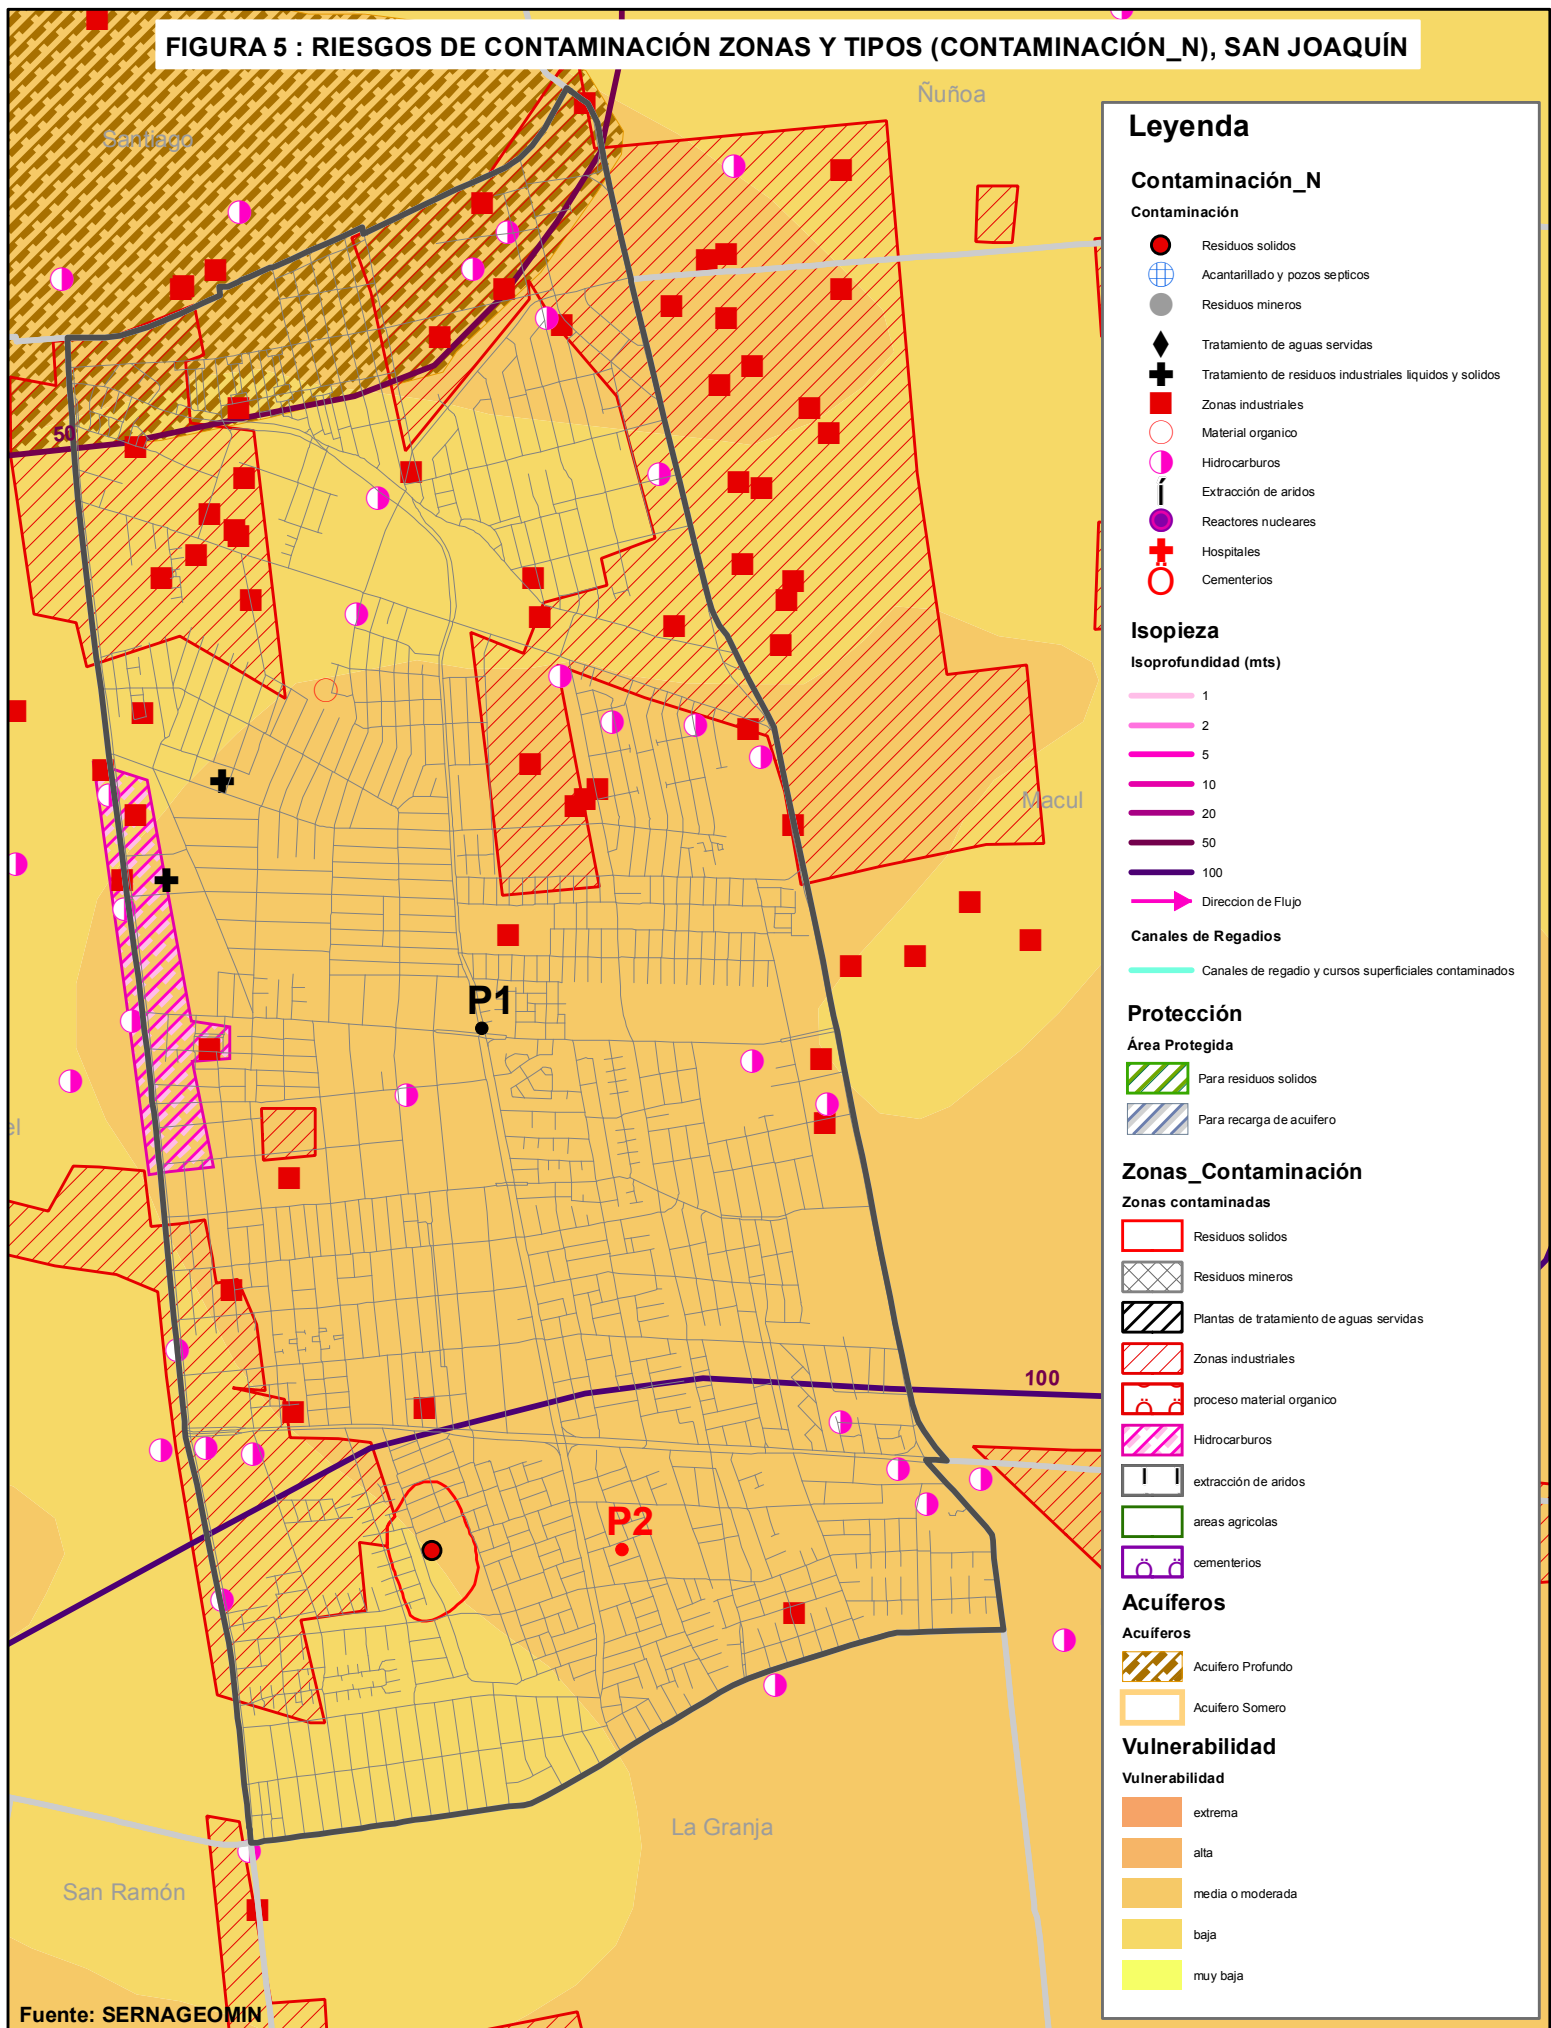 FIGURA 5 : RIESGOS DE CONTAMINACIÓN ZONAS Y TIPOS (CONTAMINACIÓN_N), SAN JOAQUÍN
Ñuñoa
Santiago
50
Macul
P1
el
100
P2
La Granja
San Ramón
Fuente: SERNAGEOMIN
Leyenda
Contaminación_N
Contaminación
Residuos solidos
Acantarillado y pozos septicos
Residuos mineros
Tratamiento de aguas servidas
Tratamiento de residuos industriales liquidos y solidos
Zonas industriales
Material organico
Hidrocarburos
Extracción de aridos
Reactores nucleares
Hospitales
Cementerios
Isopieza
Isoprofundidad (mts)
1
2
5
10
20
50
100
Direccion de Flujo
Canales de Regadios
Canales de regadio y cursos superficiales contaminados
Protección
Área Protegida
Para residuos solidos
Para recarga de acuifero
Zonas_Contaminación
Zonas contaminadas
Residuos solidos
Residuos mineros
Plantas de tratamiento de aguas servidas
Zonas industriales
proceso material organico
Hidrocarburos
extracción de aridos
areas agricolas
cementerios
Acuíferos
Acuíferos
Acuifero Profundo
Acuifero Somero
Vulnerabilidad
Vulnerabilidad
extrema
alta
media o moderada
baja
muy baja